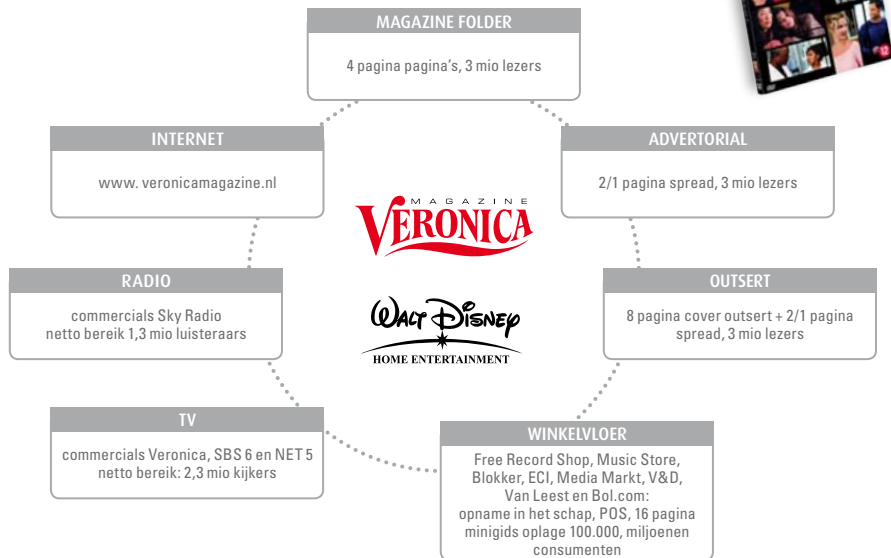 MAGAZINE FOLDER
4 pagina pagina's, 3 mio lezers
INTERNET
www. veronicamagazine.nl
ADVERTORIAL
2/1 pagina spread, 3 mio lezers
MAGAZINE
VERONICA
RADIO
commercials Sky Radio
netto bereik 1,3 mio luisteraars
WALT DISNEY
HOME ENTERTAINMENT
OUTSERT
8 pagina cover outsert + 2/1 pagina
spread, 3 mio lezers
TV
commercials Veronica, SBS 6 en NET 5
netto bereik: 2,3 mio kijkers
WINKELVLOER
Free Record Shop, Music Store,
Blokker, ECI, Media Markt, V&D,
Van Leest en Bol.com:
opname in het schap, POS, 16 pagina
minigids oplage 100.000, miljoenen
consumenten